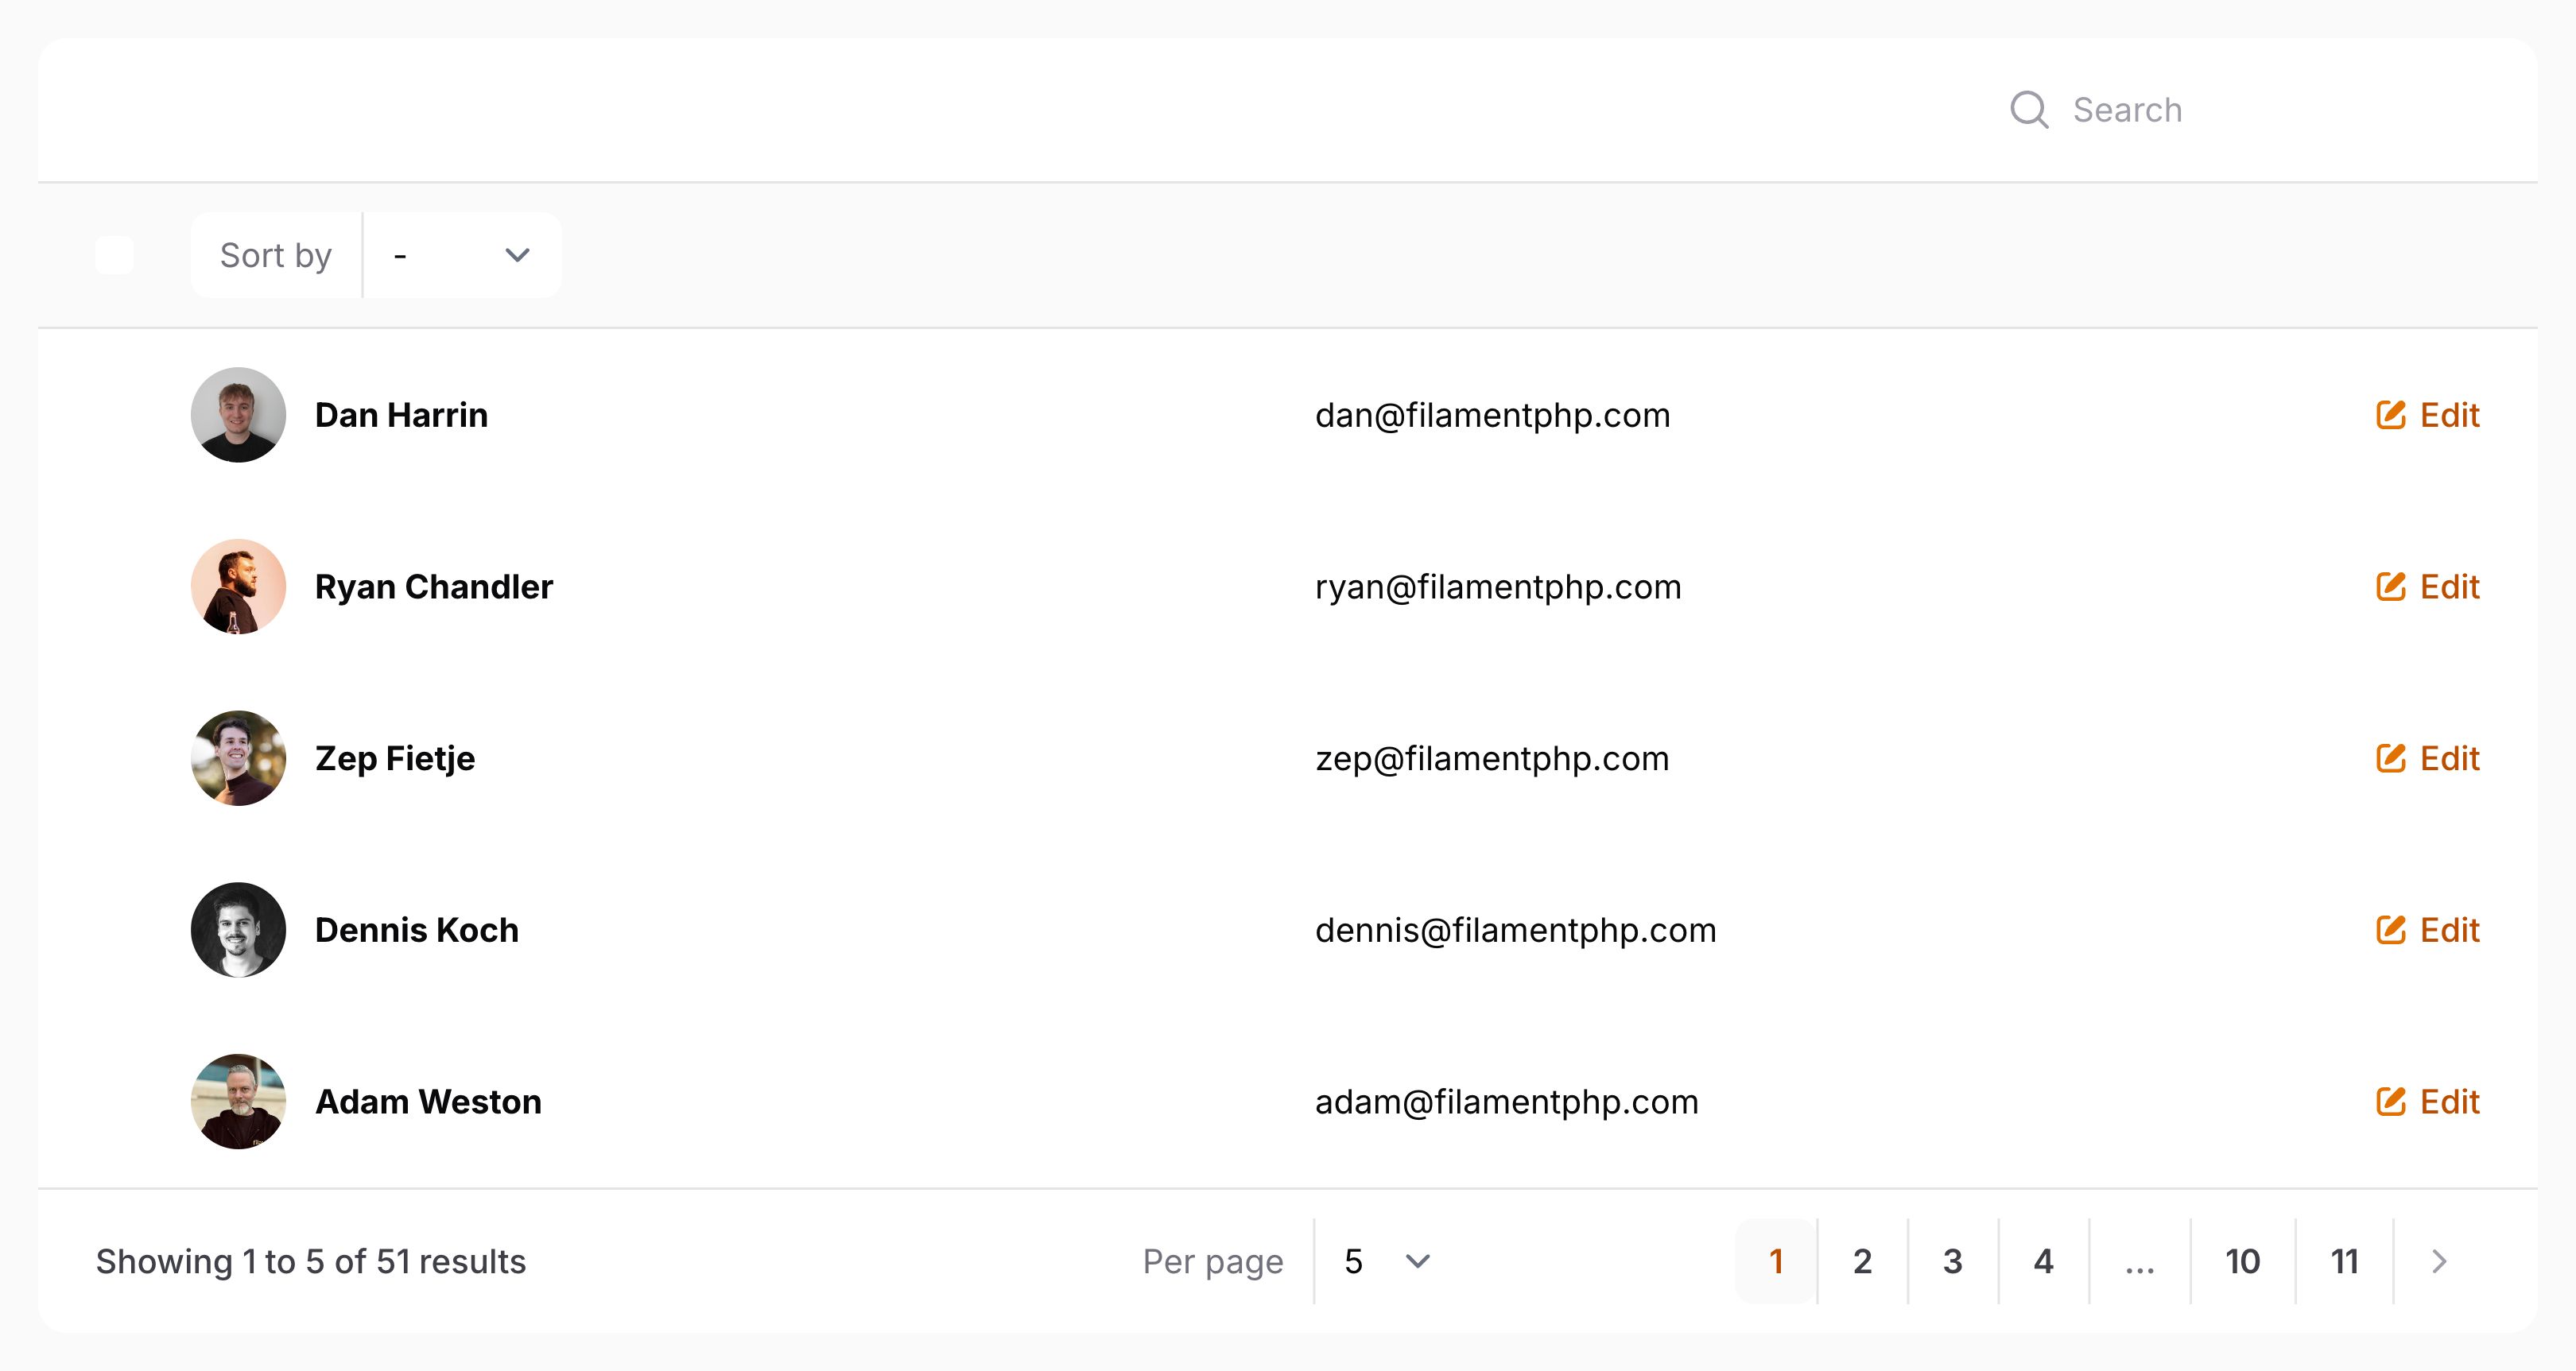 Search
Sort by -
Dan Harrin dan@filamentphp.com Edit
Ryan Chandler ryan@filamentphp.com Edit
Zep Fietje zep@filamentphp.com Edit
Dennis Koch dennis@filamentphp.com Edit
Adam Weston adam@filamentphp.com Edit
Showing 1 to 5 of 51 results Per page 5 1 2 3 4 ... 10 11